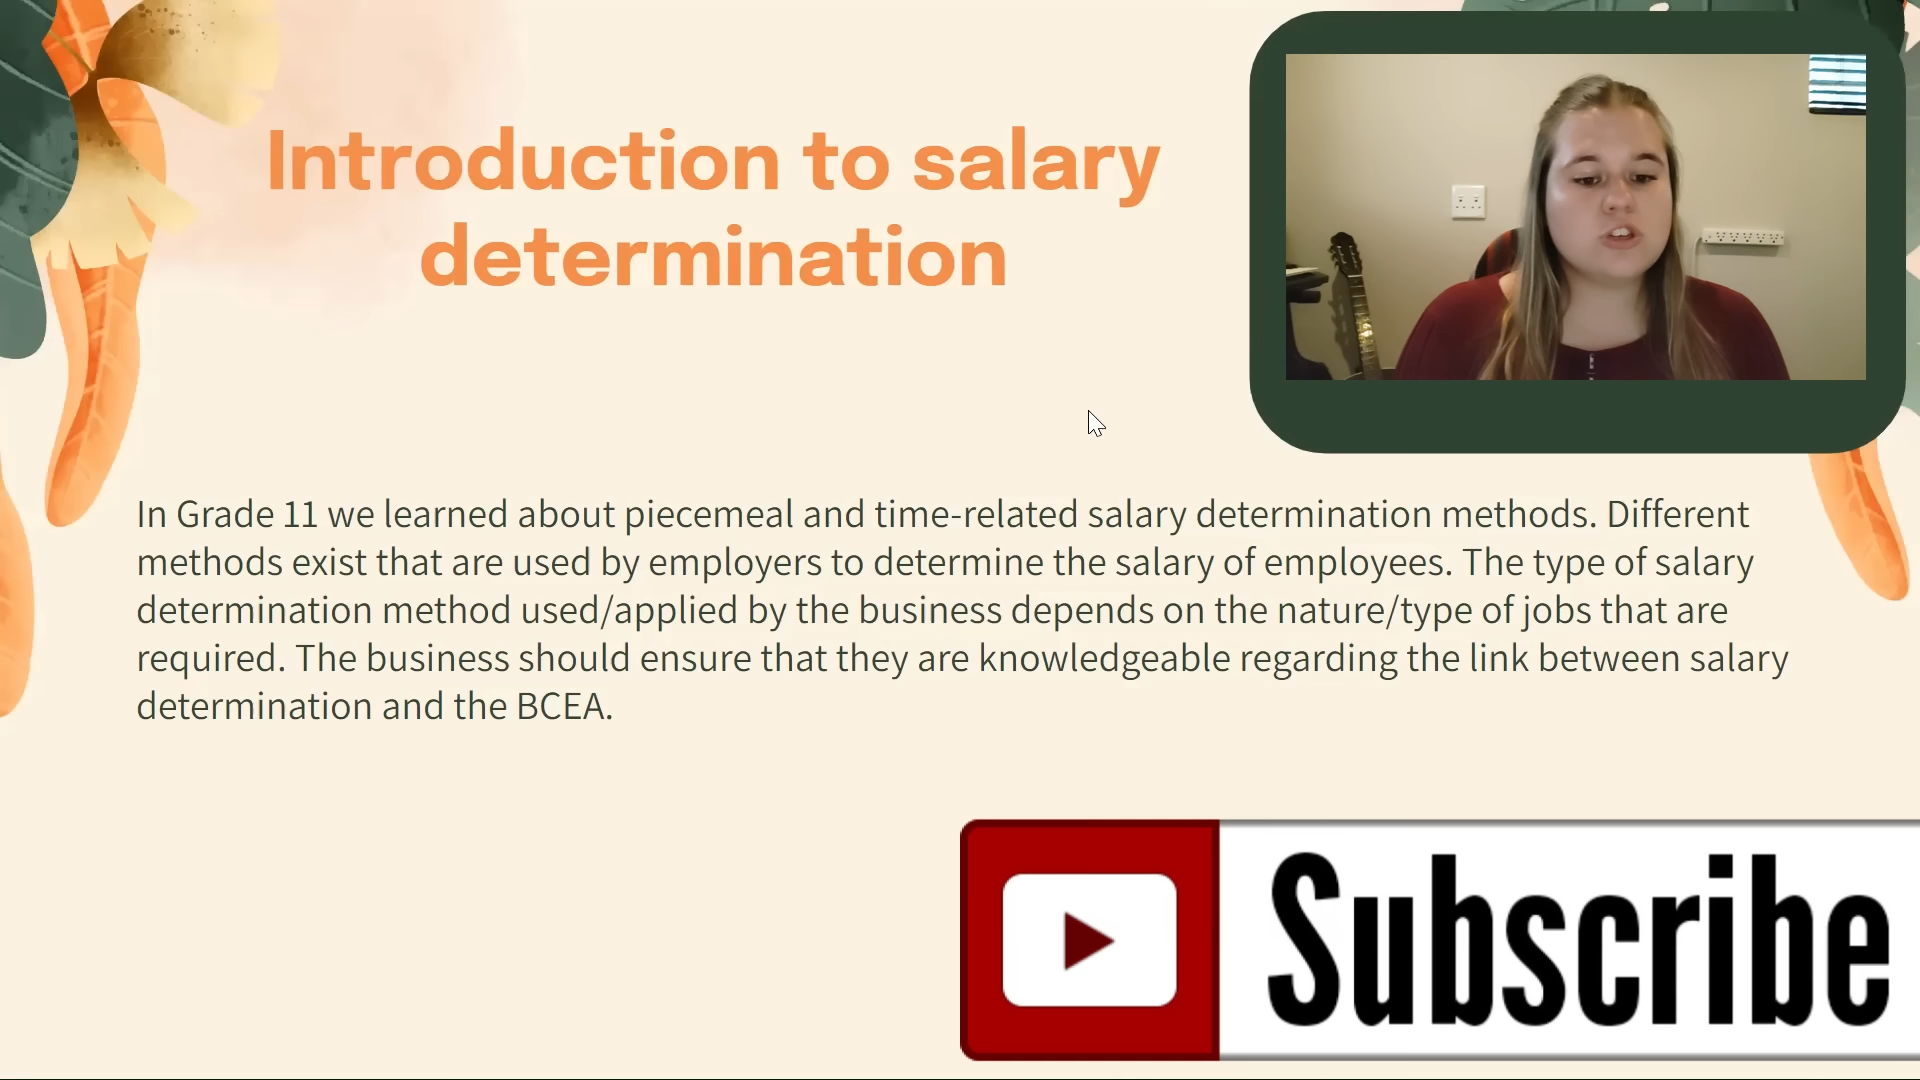 Introduction to salary
determination
In Grade 11 we learned about piecemeal and time-related salary determination methods. Different
methods exist that are used by employers to determine the salary of employees. The type of salary
determination method used/applied by the business depends on the nature/type of jobs that are
required. The business should ensure that they are knowledgeable regarding the link between salary
determination and the BCEA.
Subscribe